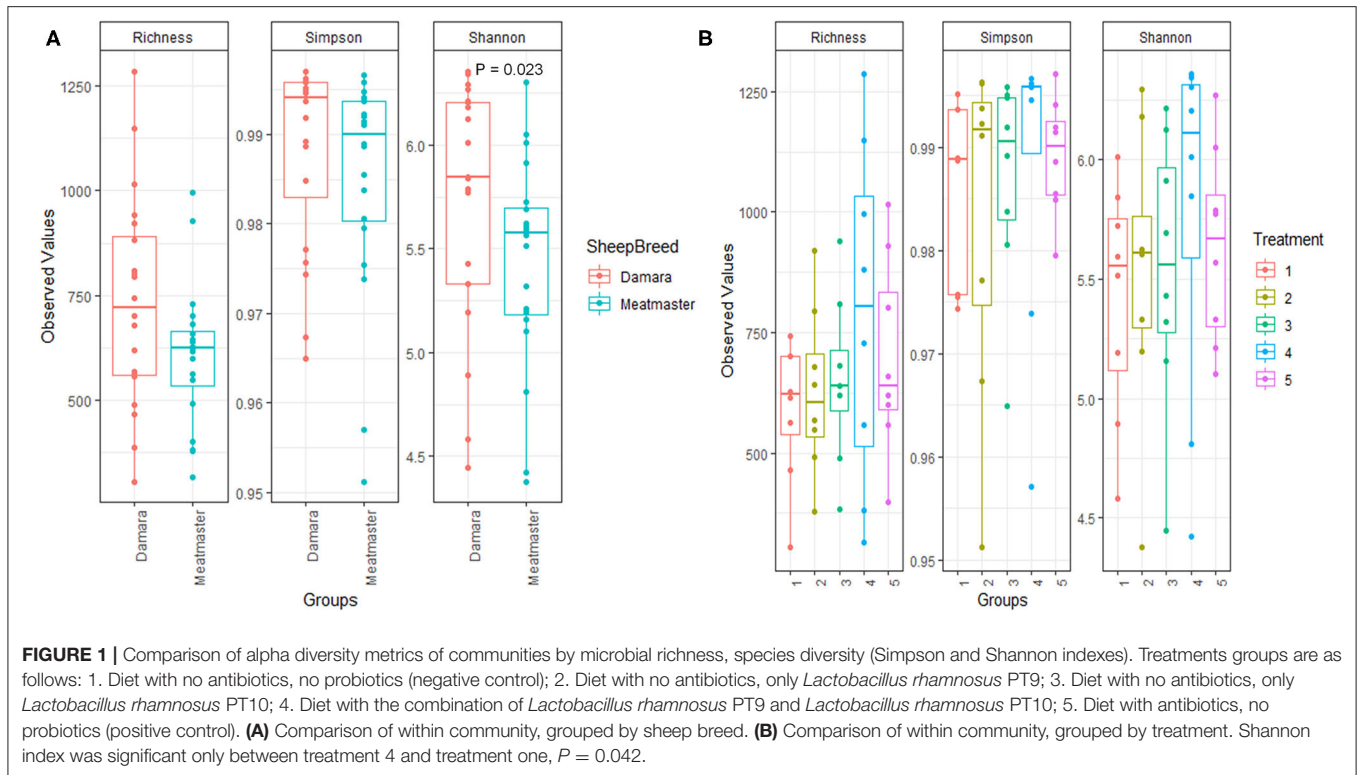 A
Richness
Simpson
Shannon
P = 0.023
Observed Values
1250
1000
750
500
0.99
0.98
0.97
0.96
0.95
6.0
5.5
5.0
4.5
Damara
Meatmaster
Damara
Meatmaster
Damara
Meatmaster
Groups
SheepBreed
Damara
Meatmaster
B
Richness
Simpson
Shannon
Observed Values
1250
1000
750
500
0.99
0.98
0.97
0.96
0.95
6.0
5.5
5.0
4.5
1 2 3 4 5
1 2 3 4 5
1 2 3 4 5
Groups
Treatment
1
2
3
4
5
FIGURE 1 | Comparison of alpha diversity metrics of communities by microbial richness, species diversity (Simpson and Shannon indexes). Treatments groups are as
follows: 1. Diet with no antibiotics, no probiotics (negative control); 2. Diet with no antibiotics, only Lactobacillus rhamnosus PT9; 3. Diet with no antibiotics, only
Lactobacillus rhamnosus PT10; 4. Diet with the combination of Lactobacillus rhamnosus PT9 and Lactobacillus rhamnosus PT10; 5. Diet with antibiotics, no
probiotics (positive control). (A) Comparison of within community, grouped by sheep breed. (B) Comparison of within community, grouped by treatment. Shannon
index was significant only between treatment 4 and treatment one, P = 0.042.